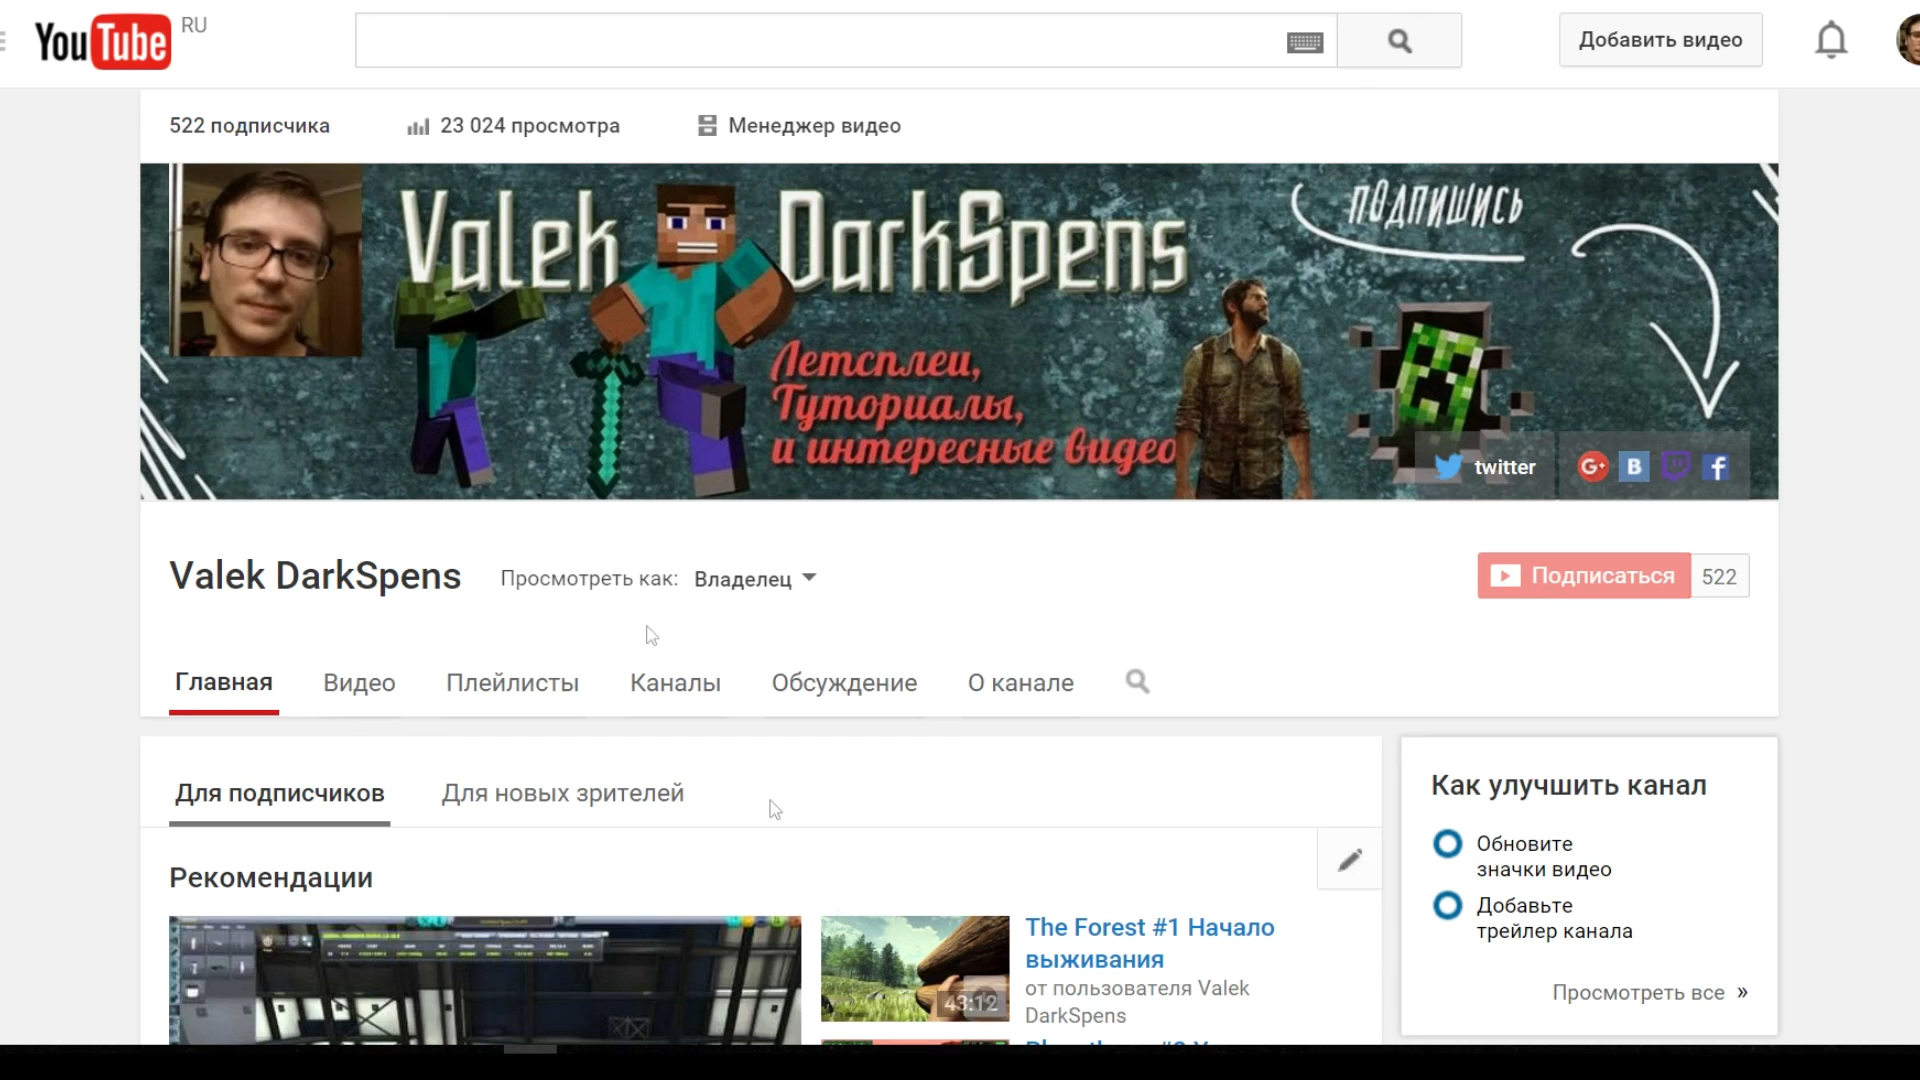 YouTube RU
Добавить видео
522 подписчика
23 024 просмотра
Менеджер видео
Valek DarkSpens
подпишись
Летсплеи,
Туториалы,
и интересные видео
twitter
Valek DarkSpens
Просмотреть как: Владелец
Подписаться 522
Главная
Видео
Плейлисты
Каналы
Обсуждение
О канале
Для подписчиков
Для новых зрителей
Рекомендации
43:12
The Forest #1 Начало
выживания
от пользователя Valek
DarkSpens
Как улучшить канал
Обновите
значки видео
Добавьте
трейлер канала
Просмотреть все »